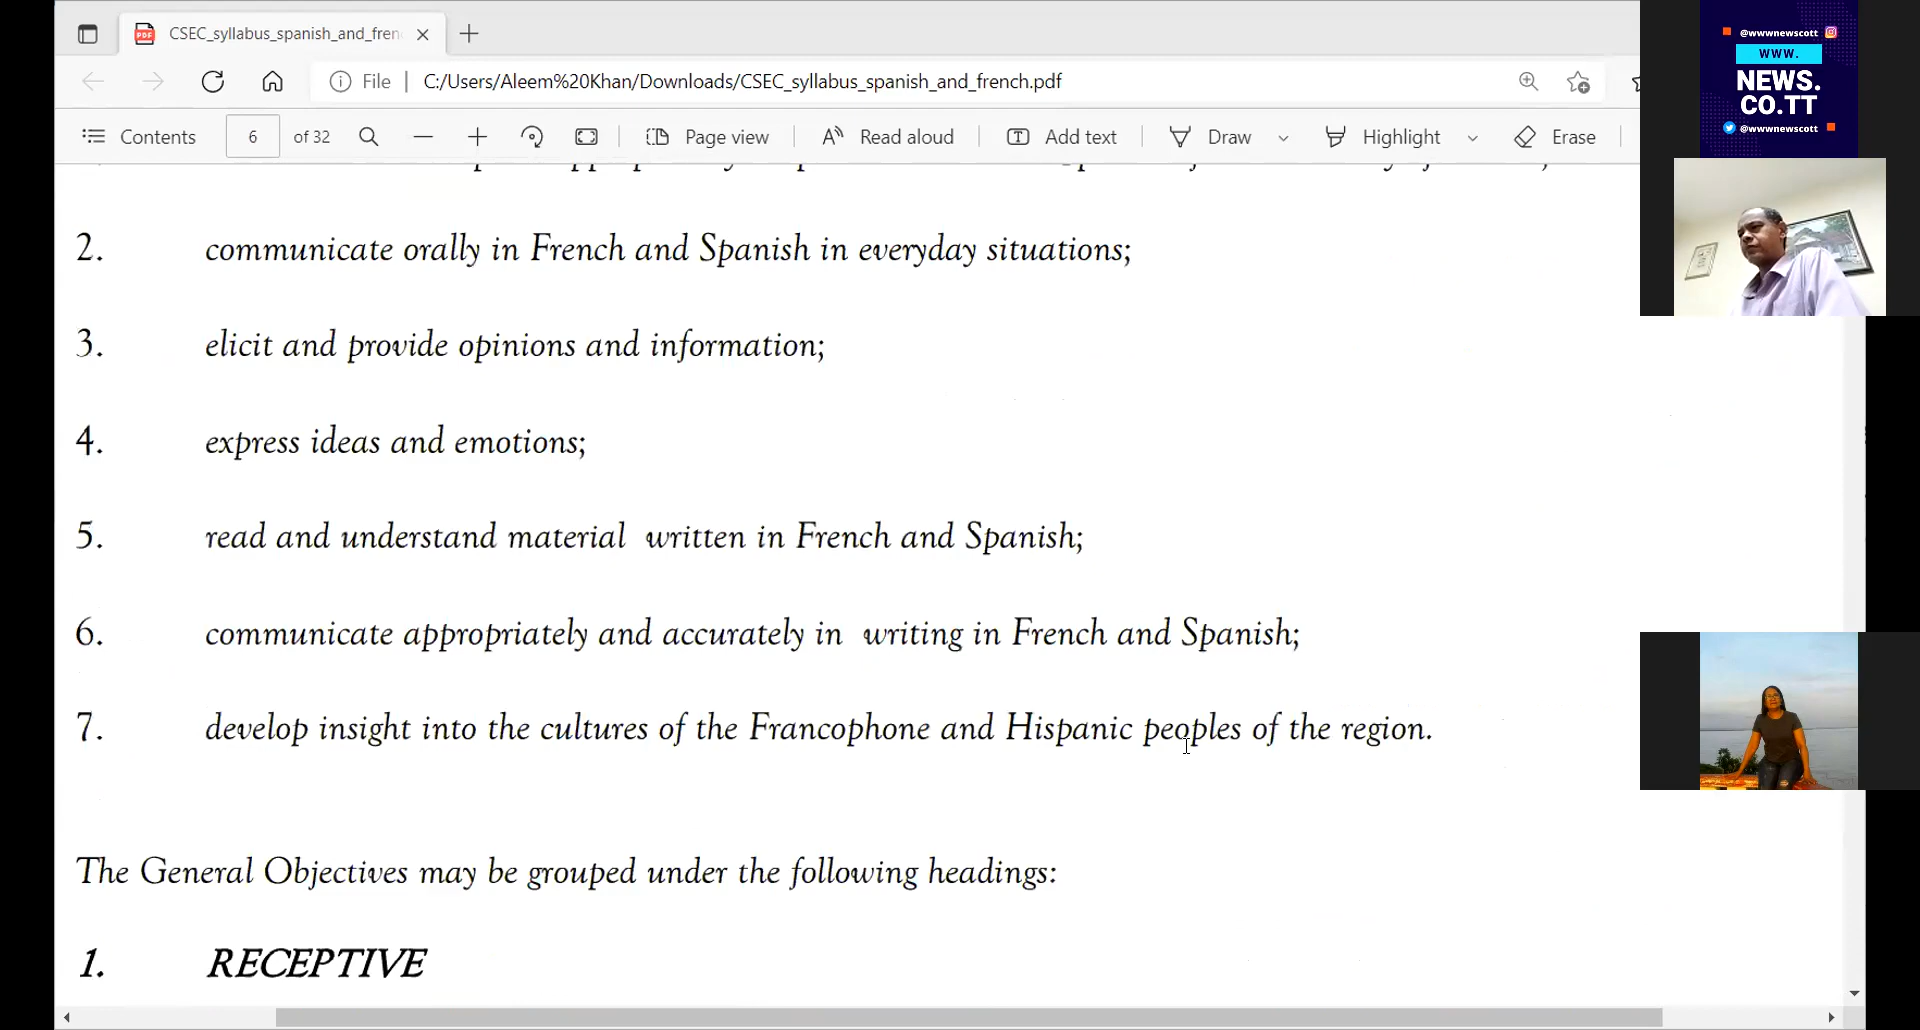 CSEC_syllabus_spanish_and_fren
File
C:/Users/Aleem%20Khan/Downloads/CSEC_syllabus_spanish_and_french.pdf
Contents
6
of 32
Page view
Read aloud
Add text
Draw
Highlight
Erase
2. communicate orally in French and Spanish in everyday situations;
3. elicit and provide opinions and information;
4. express ideas and emotions;
5. read and understand material written in French and Spanish;
6. communicate appropriately and accurately in writing in French and Spanish;
7. develop insight into the cultures of the Francophone and Hispanic peoples of the region.
The General Objectives may be grouped under the following headings:
1. RECEPTIVE
@wwwnewscott
WWW.
NEWS.
CO.TT
@wwwnewscott